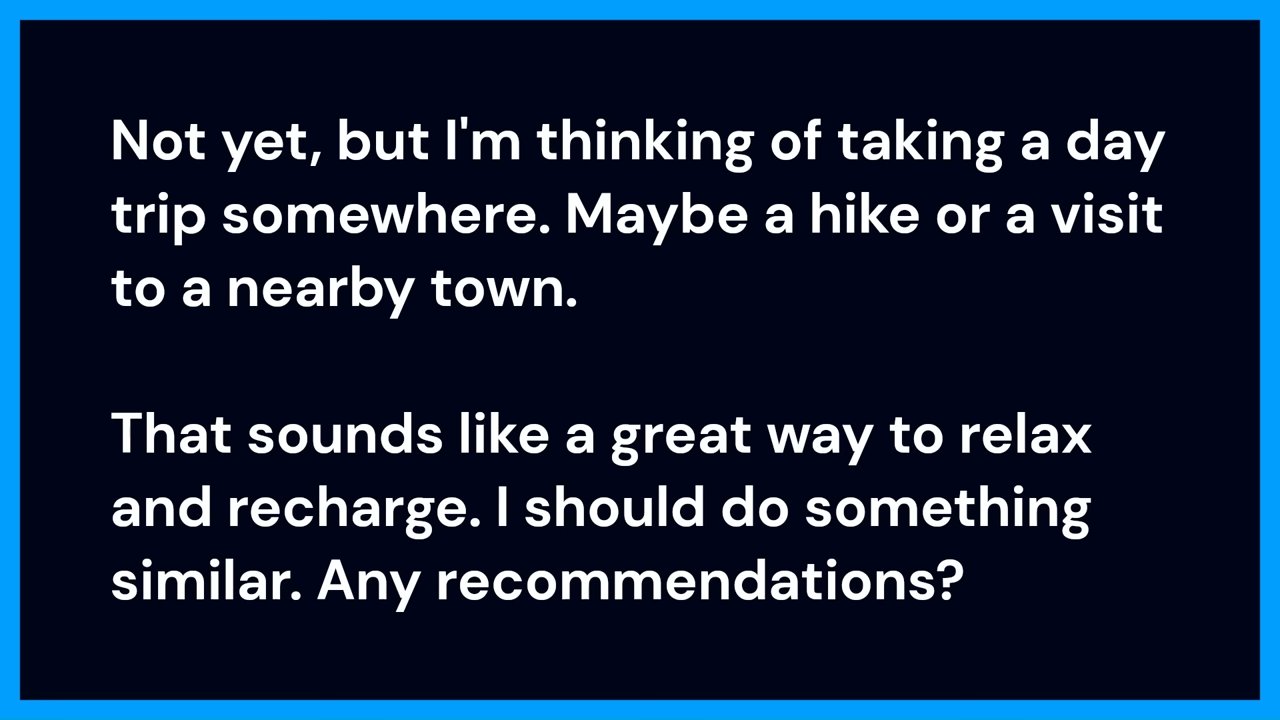 Not yet, but I'm thinking of taking a day
trip somewhere. Maybe a hike or a visit
to a nearby town.
That sounds like a great way to relax
and recharge. I should do something
similar. Any recommendations?